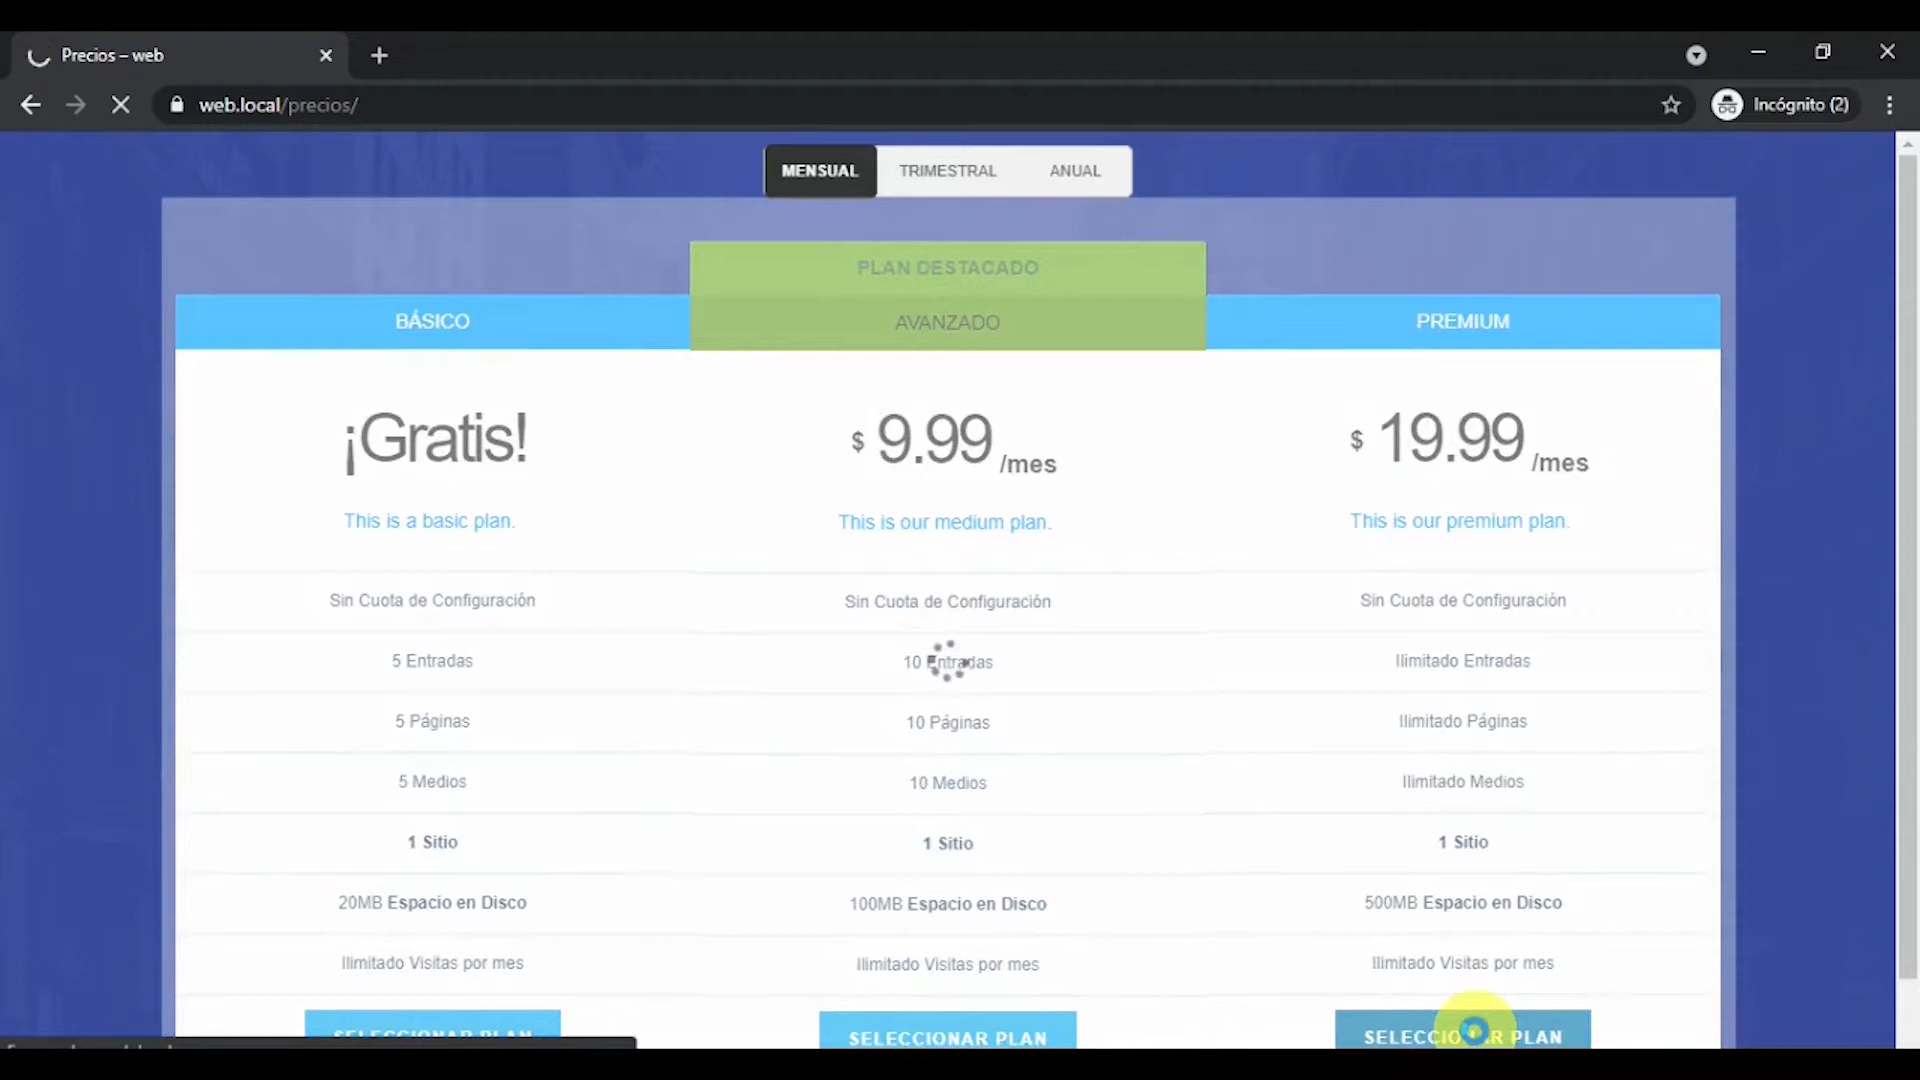 Precios – web
web.local/precios/
Incógnito (2)
MENSUAL TRIMESTRAL ANUAL
PLAN DESTACADO
BÁSICO AVANZADO PREMIUM
¡Gratis! $ 9.99 /mes $ 19.99 /mes
This is a basic plan. This is our medium plan. This is our premium plan.
Sin Cuota de Configuración Sin Cuota de Configuración Sin Cuota de Configuración
5 Entradas 10 Entradas Ilimitado Entradas
5 Páginas 10 Páginas Ilimitado Páginas
5 Medios 10 Medios Ilimitado Medios
1 Sitio 1 Sitio 1 Sitio
20MB Espacio en Disco 100MB Espacio en Disco 500MB Espacio en Disco
Ilimitado Visitas por mes Ilimitado Visitas por mes Ilimitado Visitas por mes
SELECCIONAR PLAN SELECCIONAR PLAN SELECCIONAR PLAN